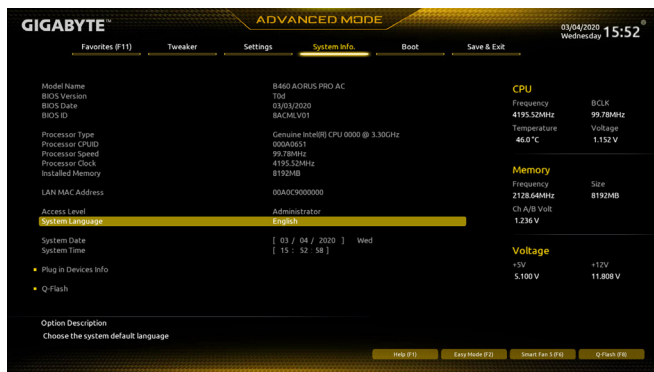 GIGABYTE™
ADVANCED MODE
03/04/2020
Wednesday
15:52
Favorites (F11) Tweaker Settings System Info. Boot Save & Exit
Model Name B460 AORUS PRO AC
BIOS Version T0d
BIOS Date 03/03/2020
BIOS ID 8ACMLV01
Processor Type Genuine Intel(R) CPU 0000 @ 3.30GHz
Processor CPUID 000A0651
Processor Speed 99.78MHz
Processor Clock 4195.52MHz
Installed Memory 8192MB
LAN MAC Address 00A0C9000000
Access Level Administrator
System Language English
System Date [ 03 / 04 / 2020 ] Wed
System Time [ 15 : 52 : 58 ]
Plug in Devices Info
Q-Flash
Option Description
Choose the system default language
CPU
Frequency BCLK
4195.52MHz 99.78MHz
Temperature Voltage
46.0 °C 1.152 V
Memory
Frequency Size
2128.64MHz 8192MB
Ch A/B Volt
1.236 V
Voltage
+5V +12V
5.100 V 11.808 V
Help (F1) Easy Mode (F2) Smart Fan 5 (F6) Q-Flash (F8)